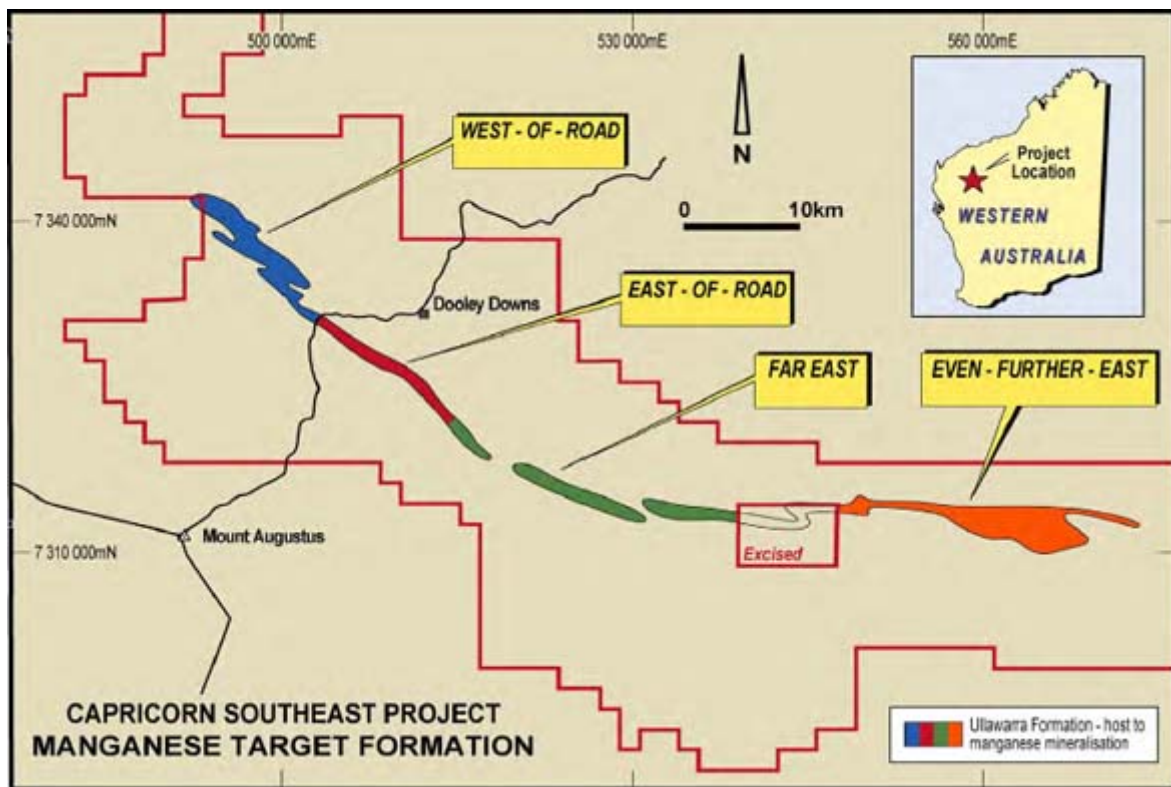 500 000mE
530 000mE
560 000mE
WEST - OF - ROAD
N
Project
Location
WESTERN
AUSTRALIA
7 340 000mN
0 10km
EAST - OF - ROAD
Dooley Downs
FAR EAST
EVEN - FURTHER - EAST
Mount Augustus
7 310 000mN
Excised
CAPRICORN SOUTHEAST PROJECT
MANGANESE TARGET FORMATION
Ullawarra Formation - host to
manganese mineralisation